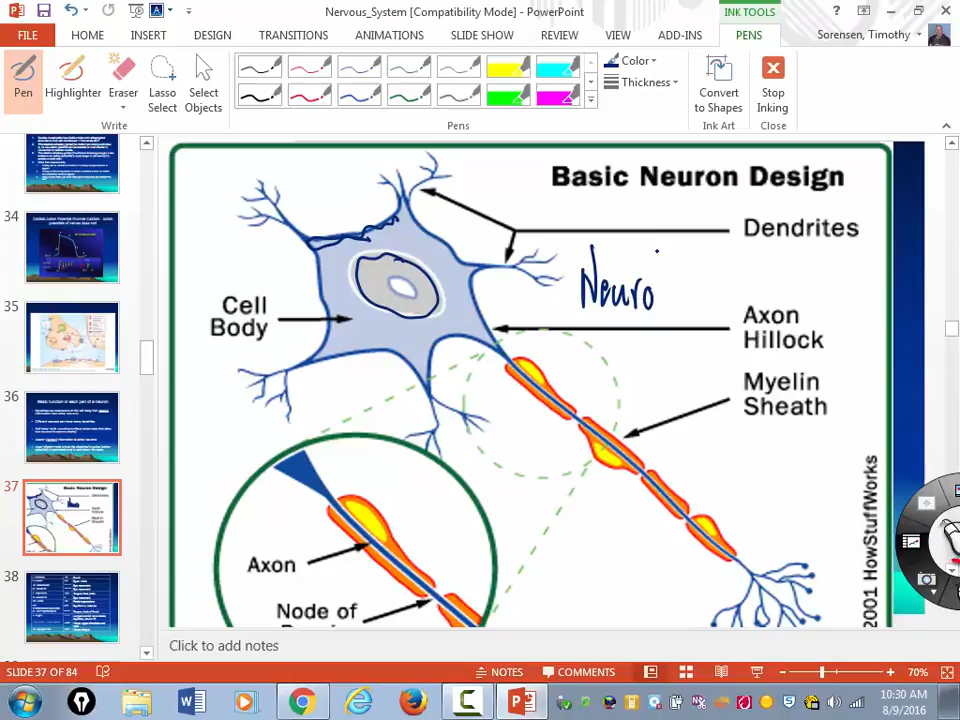 Nervous_System [Compatibility Mode] - PowerPoint
INK TOOLS
FILE
HOME
INSERT
DESIGN
TRANSITIONS
ANIMATIONS
SLIDE SHOW
REVIEW
VIEW
ADD-INS
PENS
Sorensen, Timothy
Pen
Highlighter
Eraser
Lasso
Select
Select
Objects
Color
Thickness
Convert
to Shapes
Stop
Inking
Write
Pens
Ink Art
Close
34
35
36
37
38
Basic Neuron Design
Dendrites
Neuro
Cell
Body
Axon
Hillock
Myelin
Sheath
Axon
Node of
2001 HowStuffWorks
Click to add notes
SLIDE 37 OF 84
NOTES
COMMENTS
70%
10:30 AM
8/9/2016